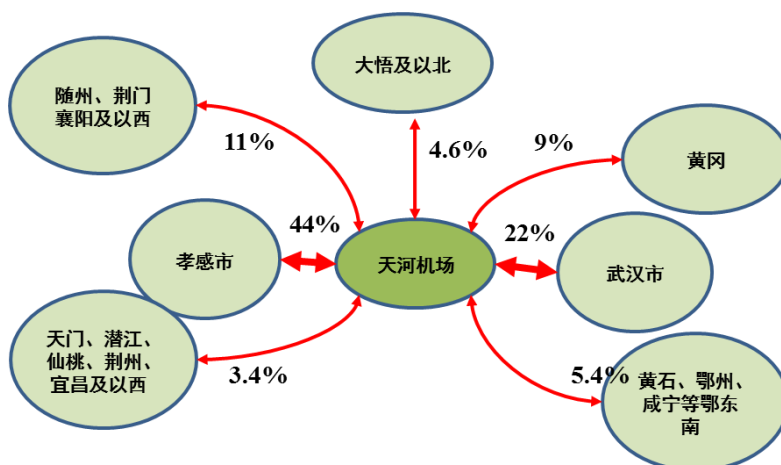 大悟及以北
随州、荆门
襄阳及以西
11%
4.6%
9%
黄冈
44%
22%
孝感市
天河机场
武汉市
天门、潜江、
仙桃、荆州、
宜昌及以西
3.4%
5.4%
黄石、鄂州、
咸宁等鄂东
南